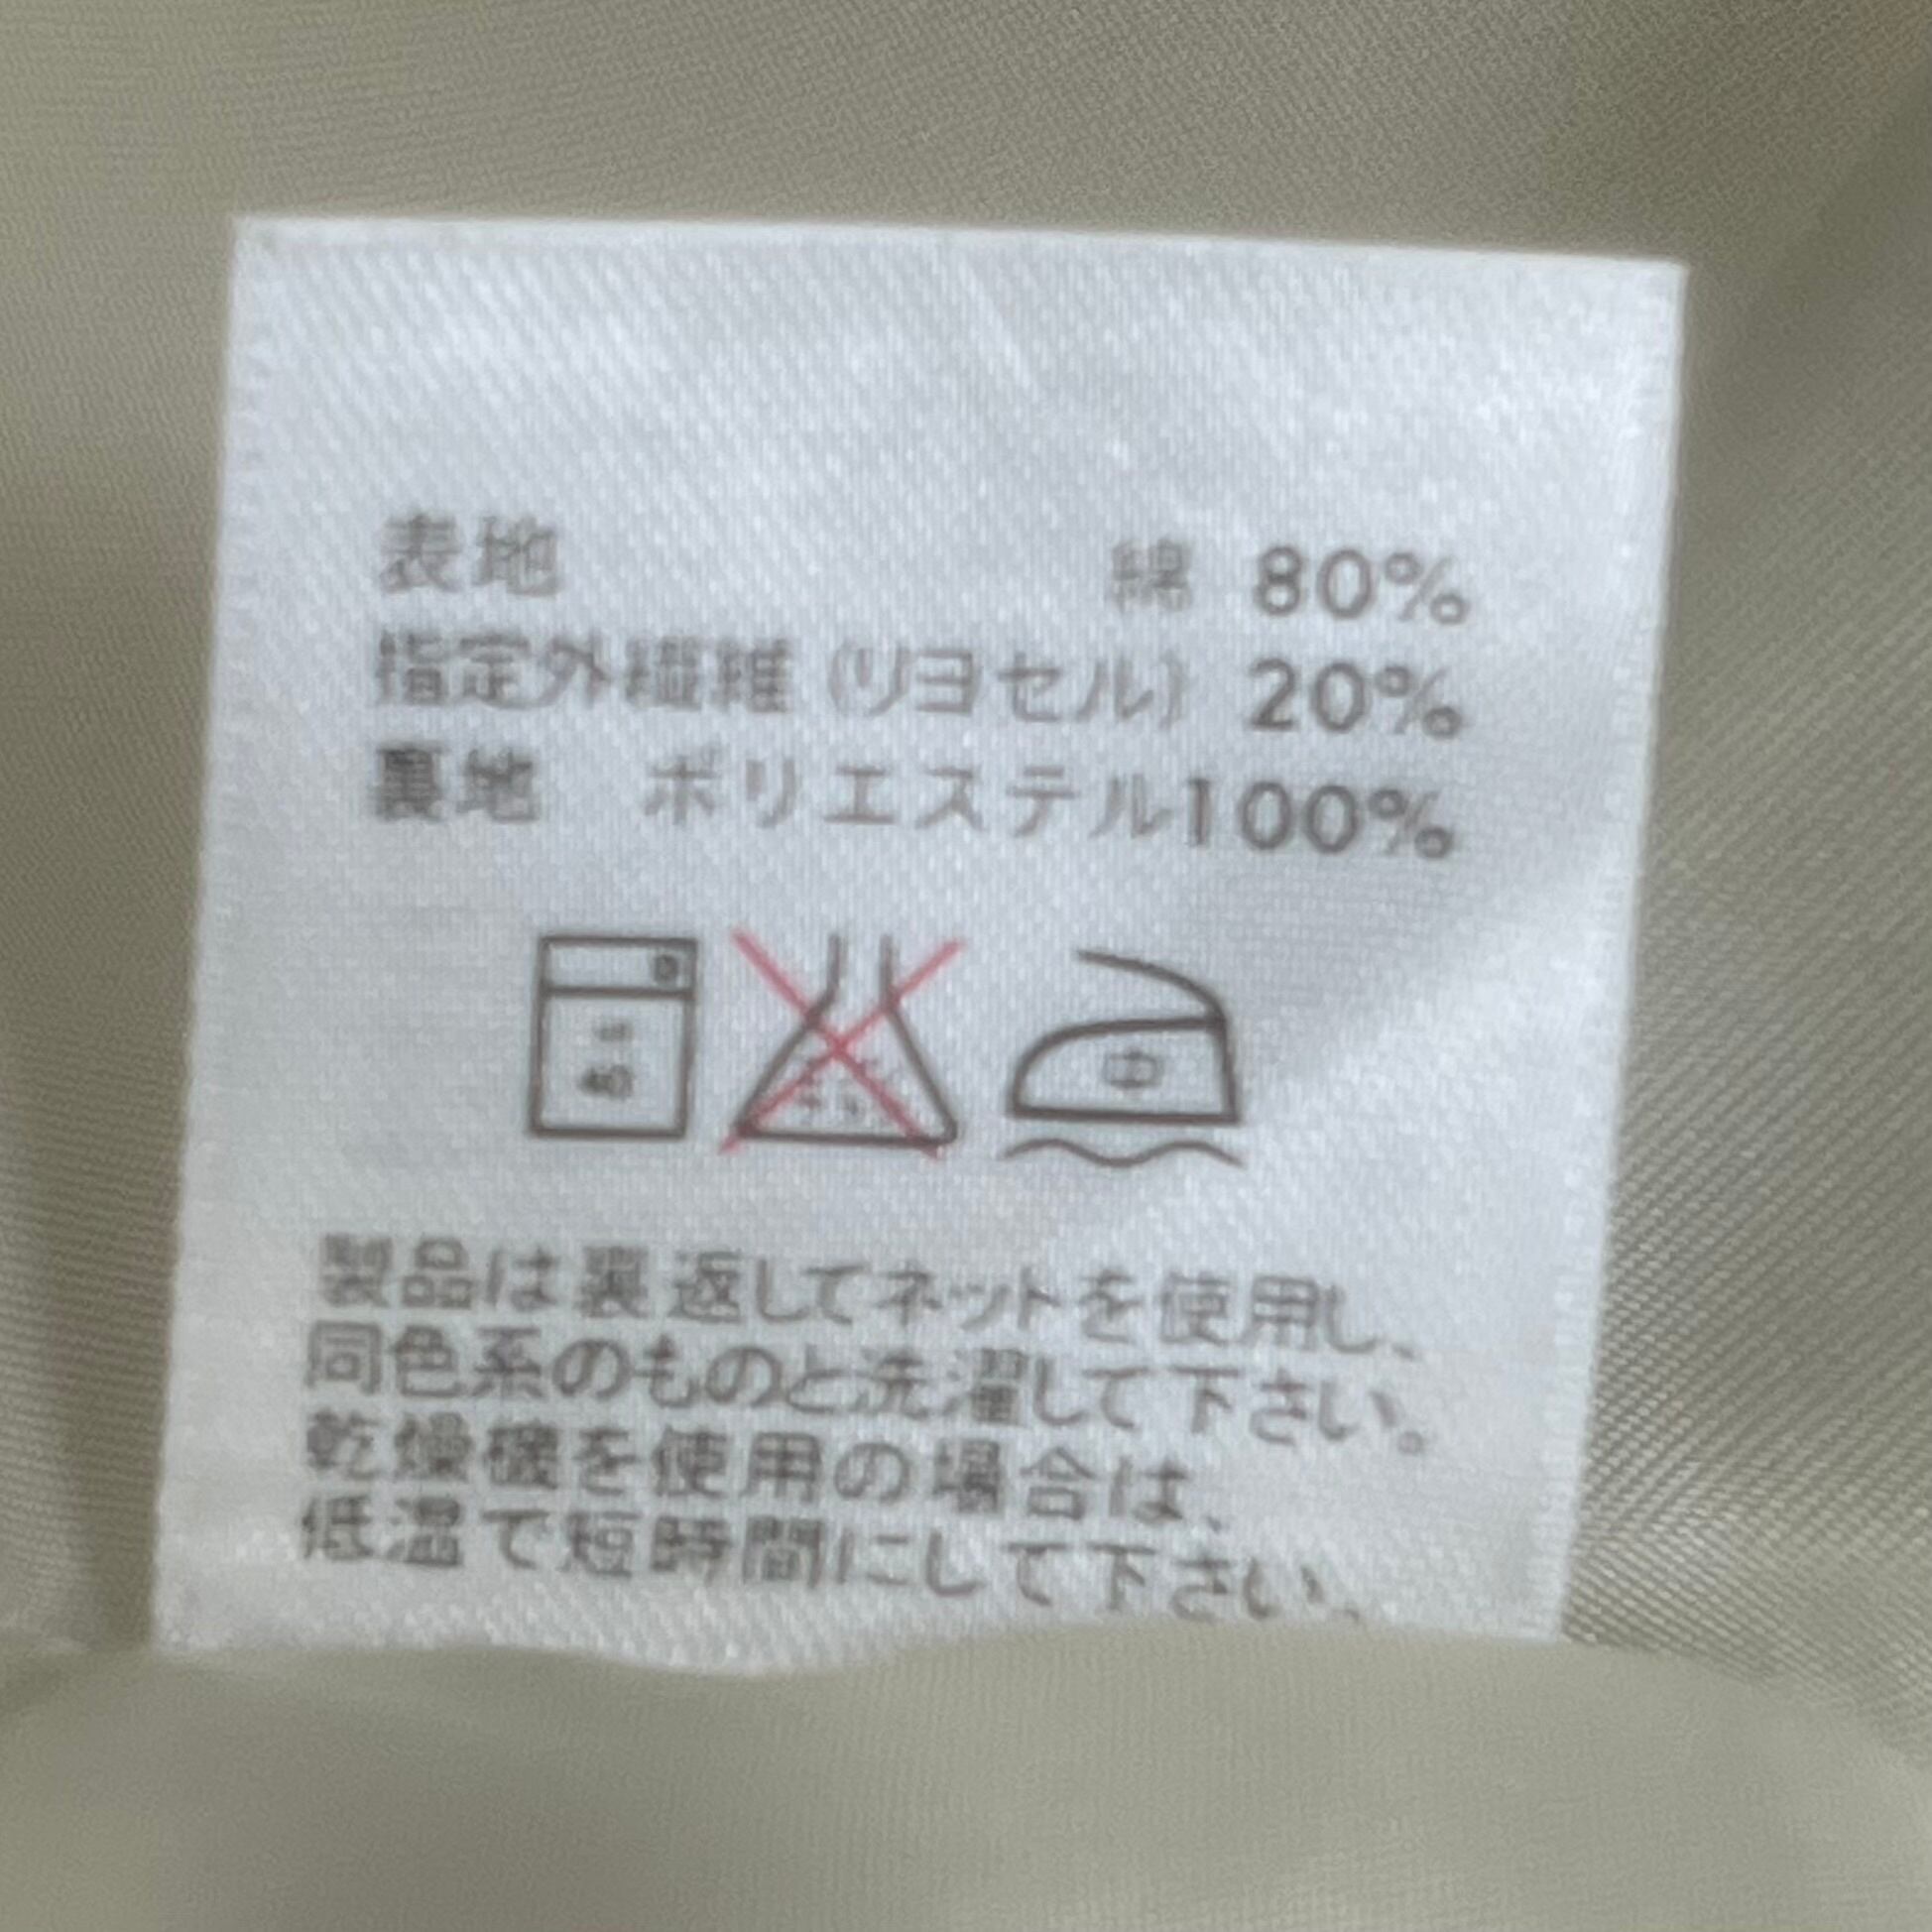 表地 綿 80%
指定外繊維 (リヨセル) 20%
裏地 ポリエステル100%
40
中
製品は裏返してネットを使用し、
同色系のものと洗濯して下さい。
乾燥機を使用の場合は、
低温で短時間にして下さい。